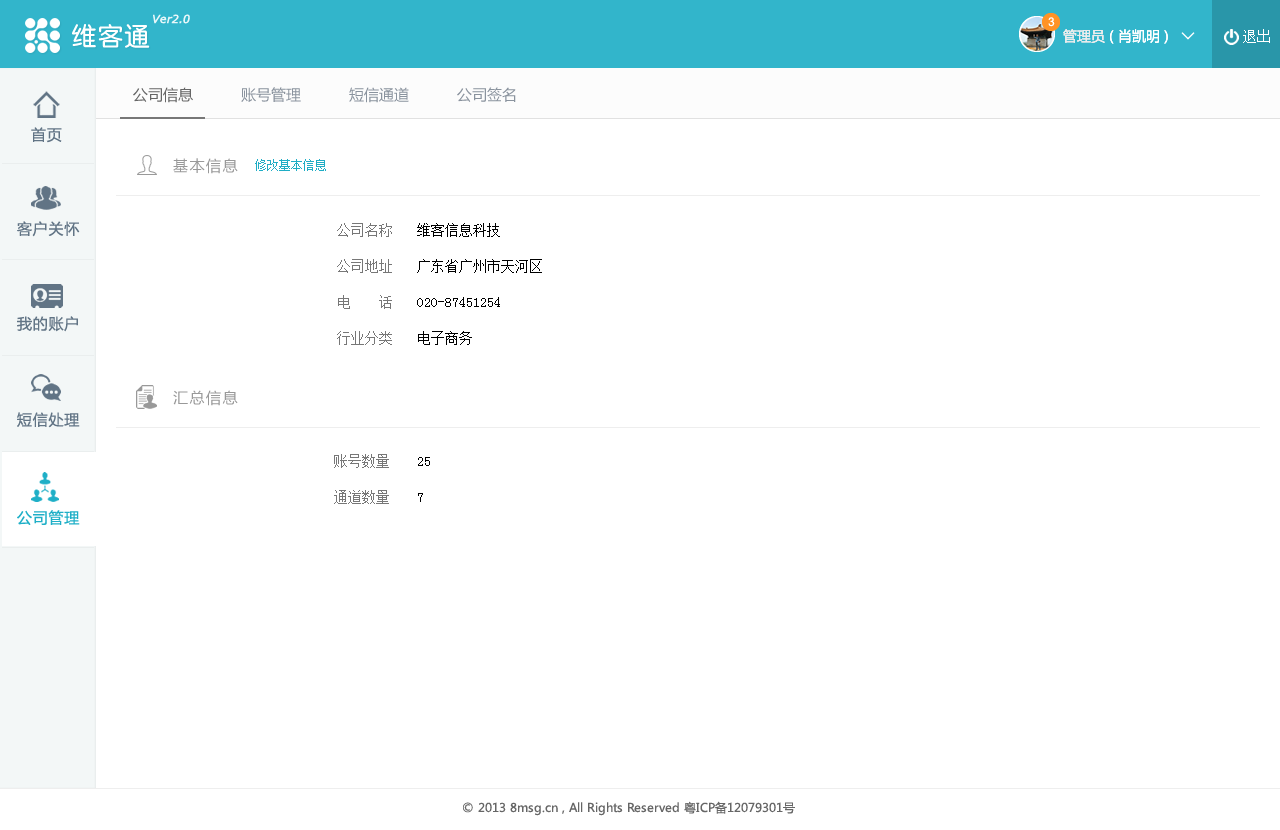 维客通 Ver2.0
3
管理员 ( 肖凯明 )
退出
首页
客户关怀
我的账户
短信处理
公司管理
公司信息 账号管理 短信通道 公司签名
基本信息 修改基本信息
公司名称 维客信息科技
公司地址 广东省广州市天河区
电 话 020-87451254
行业分类 电子商务
汇总信息
账号数量 25
通道数量 7
© 2013 8msg.cn , All Rights Reserved 粤ICP备12079301号